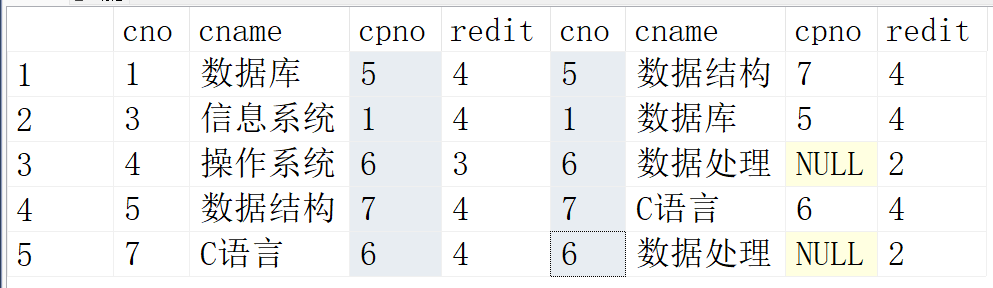 cno cname cpno redit cno cname cpno redit
1 1 数据库 5 4 5 数据结构 7 4
2 3 信息系统 1 4 1 数据库 5 4
3 4 操作系统 6 3 6 数据处理 NULL 2
4 5 数据结构 7 4 7 C语言 6 4
5 7 C语言 6 4 6 数据处理 NULL 2